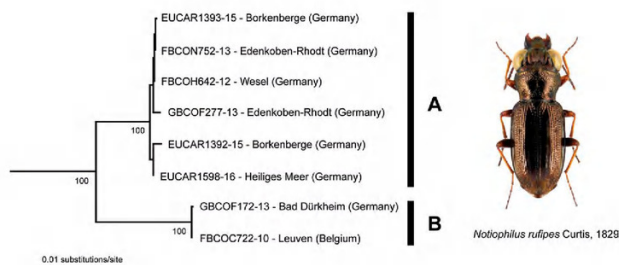 EUCAR1393-15 - Borkenberge (Germany)
FBCON752-13 - Edenkoben-Rhodt (Germany)
FBCOH642-12 - Wesel (Germany)
GBCOF277-13 - Edenkoben-Rhodt (Germany)
A
100
EUCAR1392-15 - Borkenberge (Germany)
100
EUCAR1598-16 - Heiliges Meer (Germany)
GBCOF172-13 - Bad Dürkheim (Germany)
B
100
FBCOC722-10 - Leuven (Belgium)
Notiophilus rufipes Curtis, 1829
0.01 substitutions/site